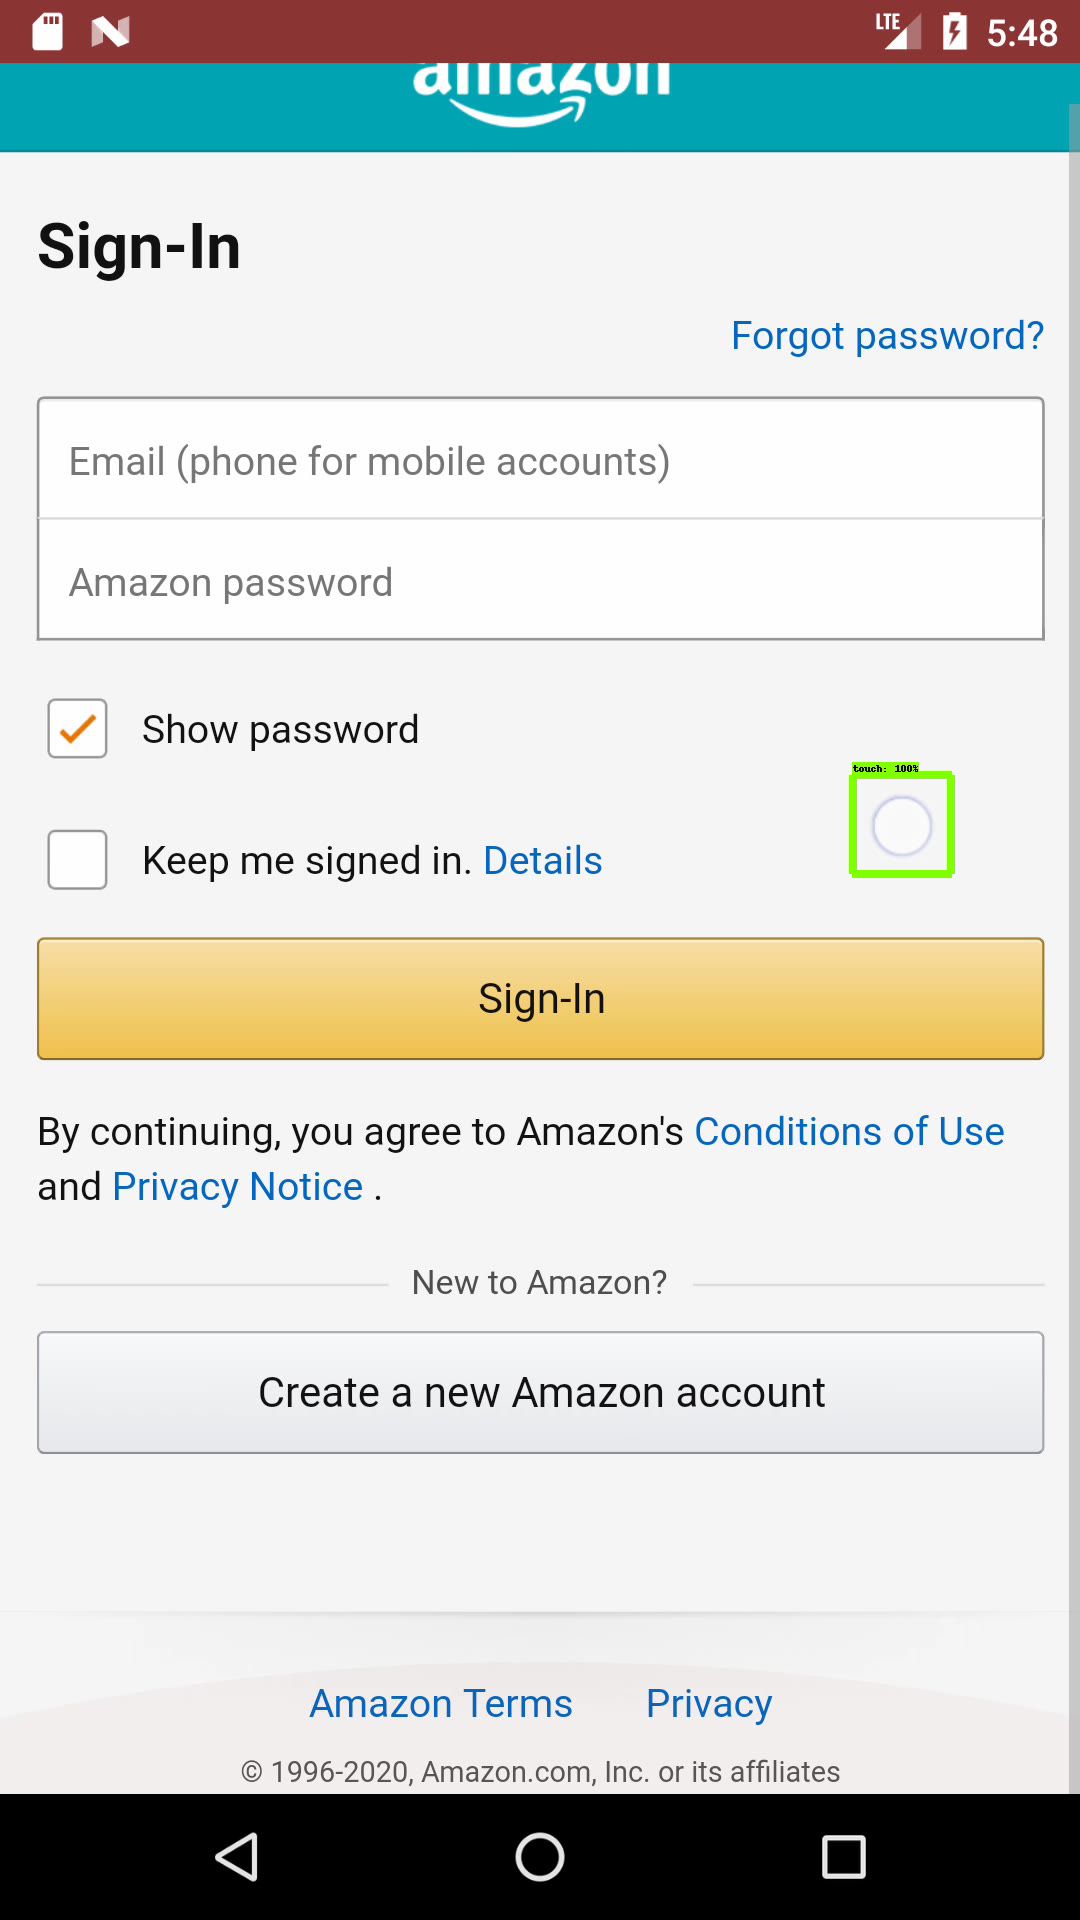 LTE 5:48
amazon
Sign-In
Forgot password?
Email (phone for mobile accounts)
Amazon password
Show password
touch: 100%
Keep me signed in. Details
Sign-In
By continuing, you agree to Amazon's Conditions of Use
and Privacy Notice .
New to Amazon?
Create a new Amazon account
Amazon Terms Privacy
© 1996-2020, Amazon.com, Inc. or its affiliates